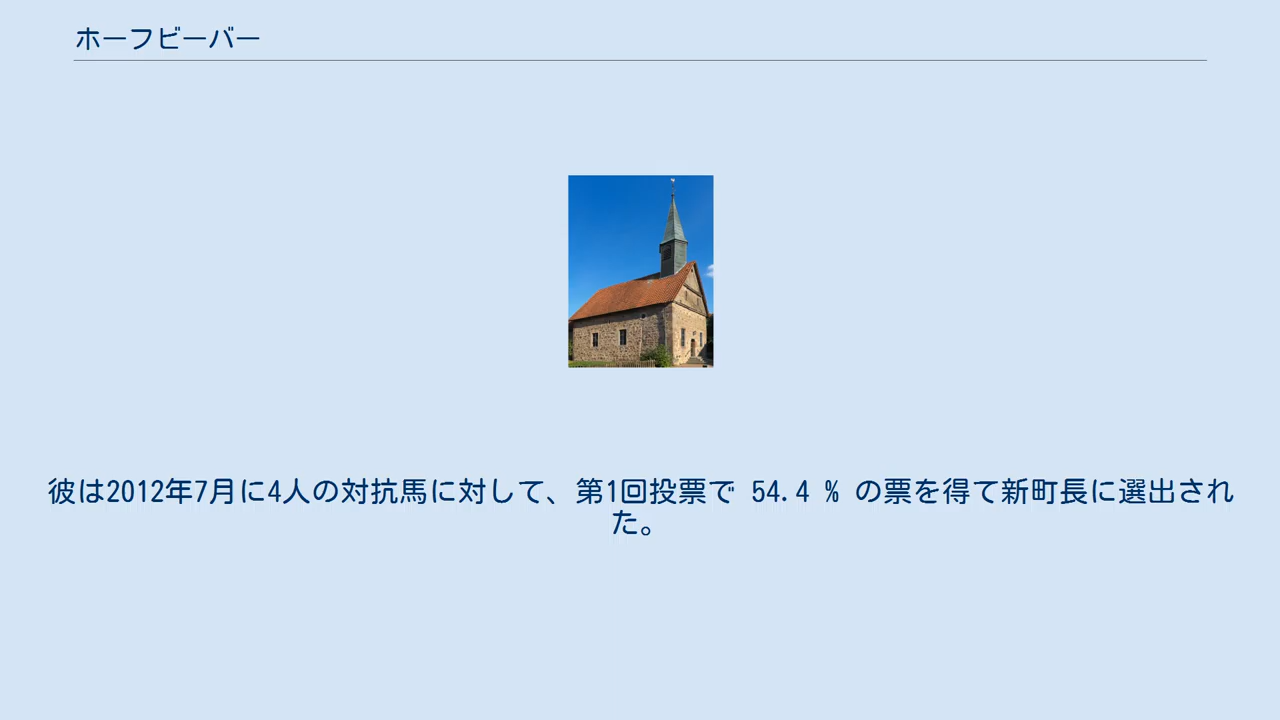 ホーフビーバー
彼は2012年7月に4人の対抗馬に対して、第1回投票で 54.4 % の票を得て新町長に選出され
た。